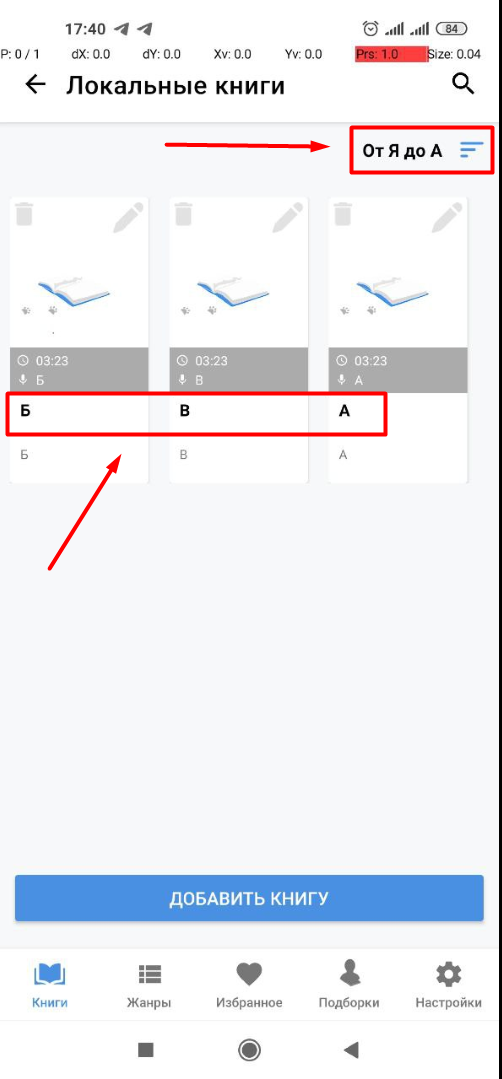 17:40 84
P: 0 / 1 dX: 0.0 dY: 0.0 Xv: 0.0 Yv: 0.0 Prs: 1.0 Size: 0.04
Локальные книги
От Я до А
03:23 03:23 03:23
Б В А
Б В А
Б В А
ДОБАВИТЬ КНИГУ
Книги Жанры Избранное Подборки Настройки